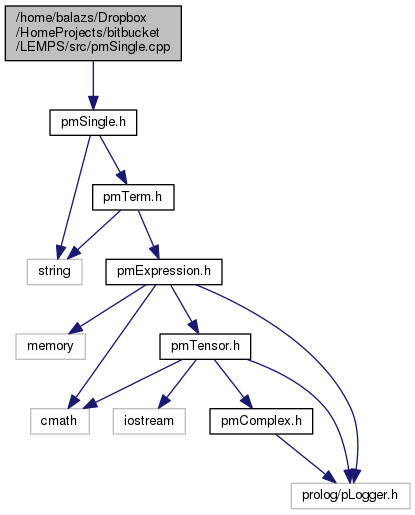 /home/balazs/Dropbox
/HomeProjects/bitbucket
/LEMPS/src/pmSingle.cpp
pmSingle.h
pmTerm.h
string
pmExpression.h
memory
pmTensor.h
cmath
iostream
pmComplex.h
prolog/pLogger.h